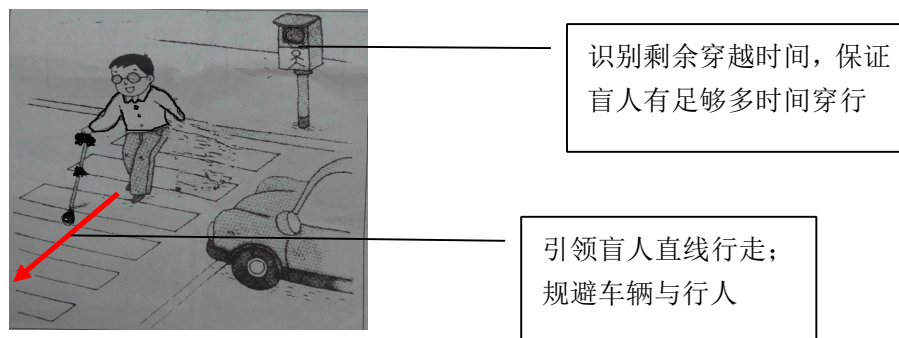 识别剩余穿越时间，保证
盲人有足够多时间穿行
引领盲人直线行走；
规避车辆与行人